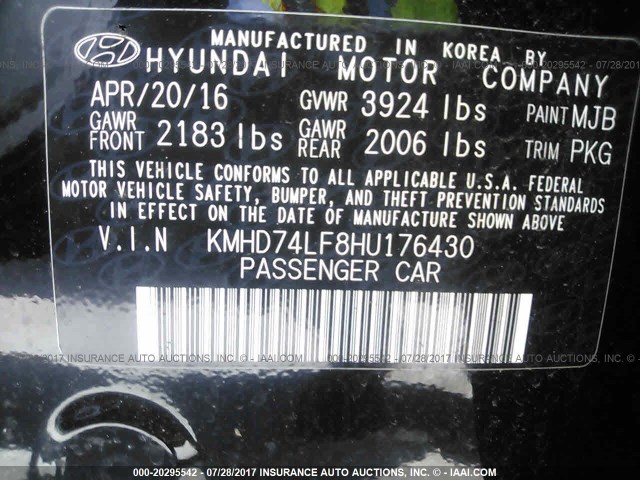 MANUFACTURED IN KOREA BY
HYUNDAI MOTOR COMPANY
APR/20/16 GVWR 3924 lbs PAINT MJB
GAWR FRONT 2183 lbs GAWR REAR 2006 lbs TRIM PKG
THIS VEHICLE CONFORMS TO ALL APPLICABLE U.S.A. FEDERAL
MOTOR VEHICLE SAFETY, BUMPER, AND THEFT PREVENTION STANDARDS
IN EFFECT ON THE DATE OF MANUFACTURE SHOWN ABOVE
V.I.N KMHD74LF8HU176430
PASSENGER CAR
000-20295542 - 07/28/2017 INSURANCE AUTO AUCTIONS, INC. - © IAAI.COM